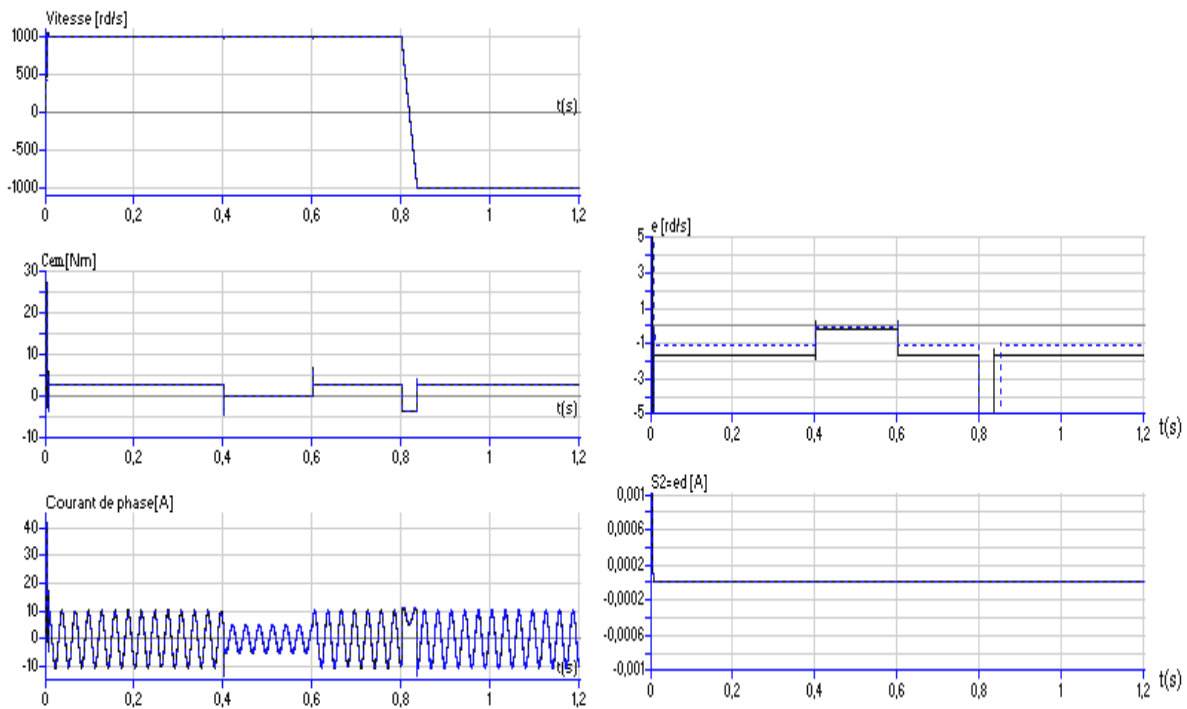 Vitesse [rd/s]
1000
500
0
-500
-1000
t(s)
0 0,2 0,4 0,6 0,8 1 1,2
Cem[Nm]
30
20
10
0
-10
t(s)
0 0,2 0,4 0,6 0,8 1 1,2
Courant de phase[A]
40
30
20
10
0
-10
t(s)
0 0,2 0,4 0,6 0,8 1 1,2
e [rd/s]
5
3
1
-1
-3
-5
0 0,2 0,4 0,6 0,8 1 1,2 t(s)
S2=ed [A]
0,001
0,0006
0,0002
-0,0002
-0,0006
-0,001
0 0,2 0,4 0,6 0,8 1 1,2 t(s)